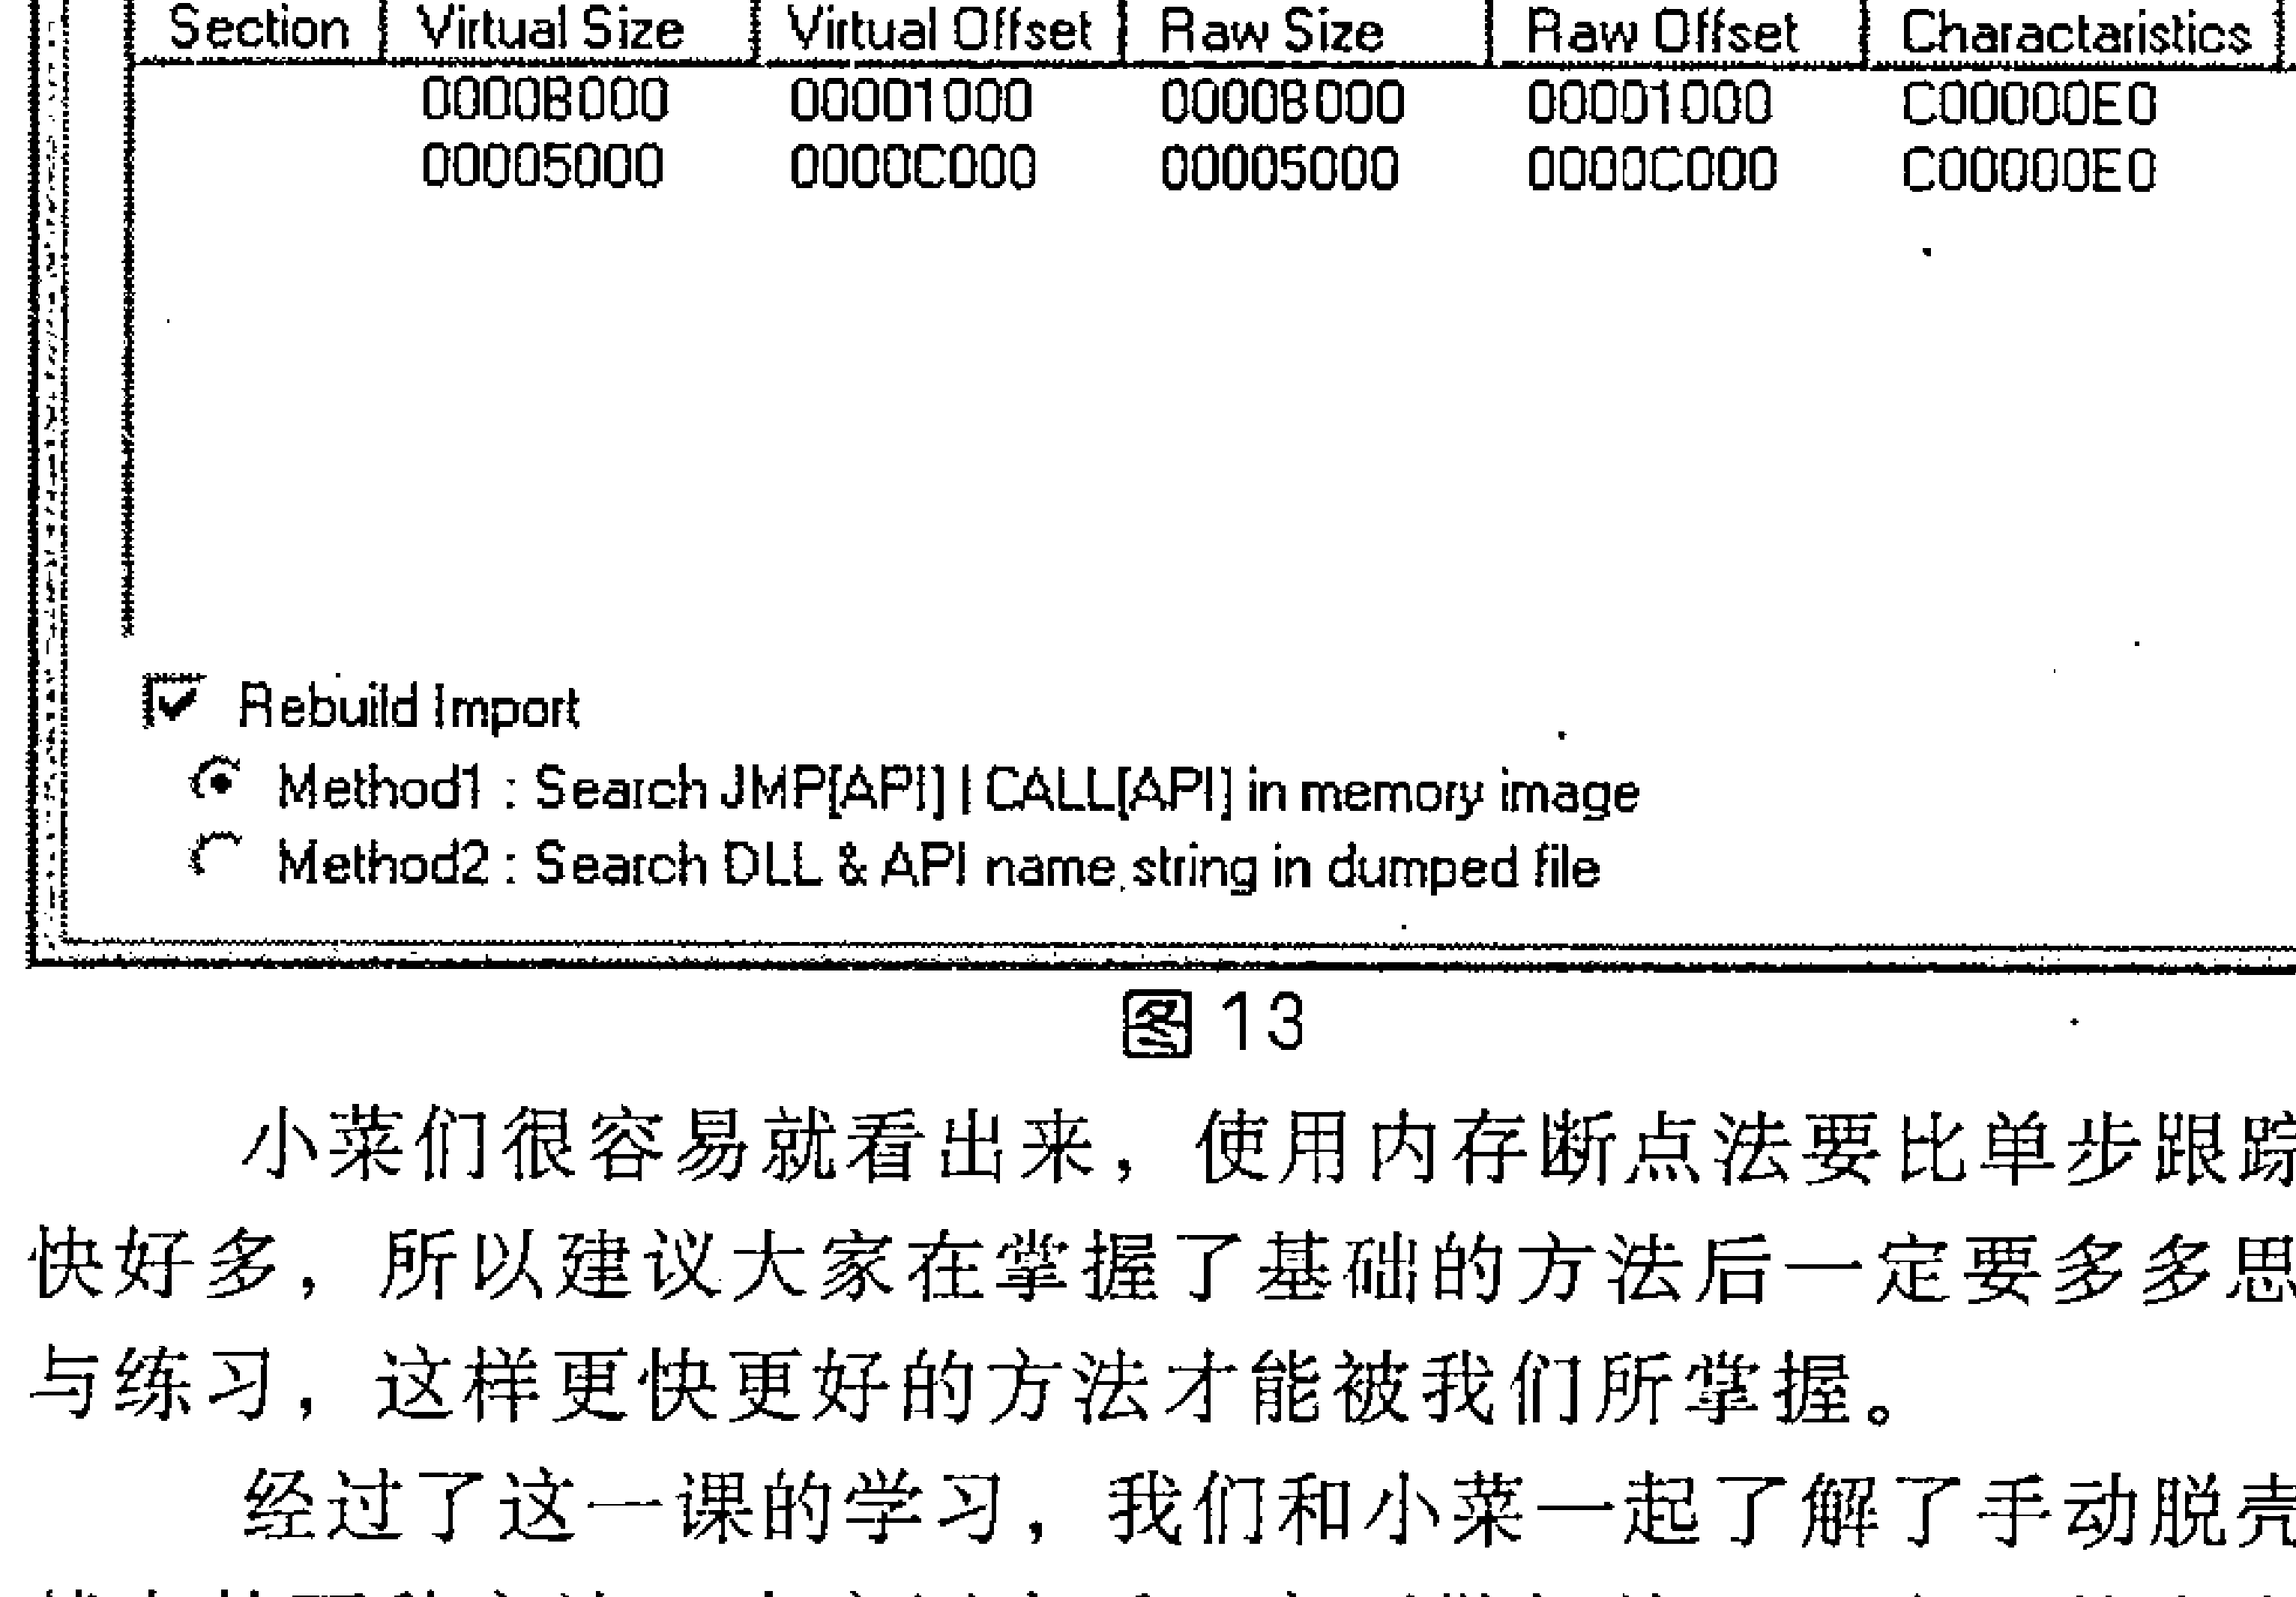 Section Virtual Size Virtual Offset Raw Size Raw Offset Charactaristics
0000B000 00001000 0000B000 00001000 C00000E0
00005000 0000C000 00005000 0000C000 C00000E0
Rebuild Import
Method1 : Search JMP[API] | CALL[API] in memory image
Method2 : Search DLL & API name string in dumped file
图 13
小菜们很容易就看出来，使用内存断点法要比单步跟踪
快好多，所以建议大家在掌握了基础的方法后一定要多多思
与练习，这样更快更好的方法才能被我们所掌握。
经过了这一课的学习，我们和小菜一起了解了手动脱壳